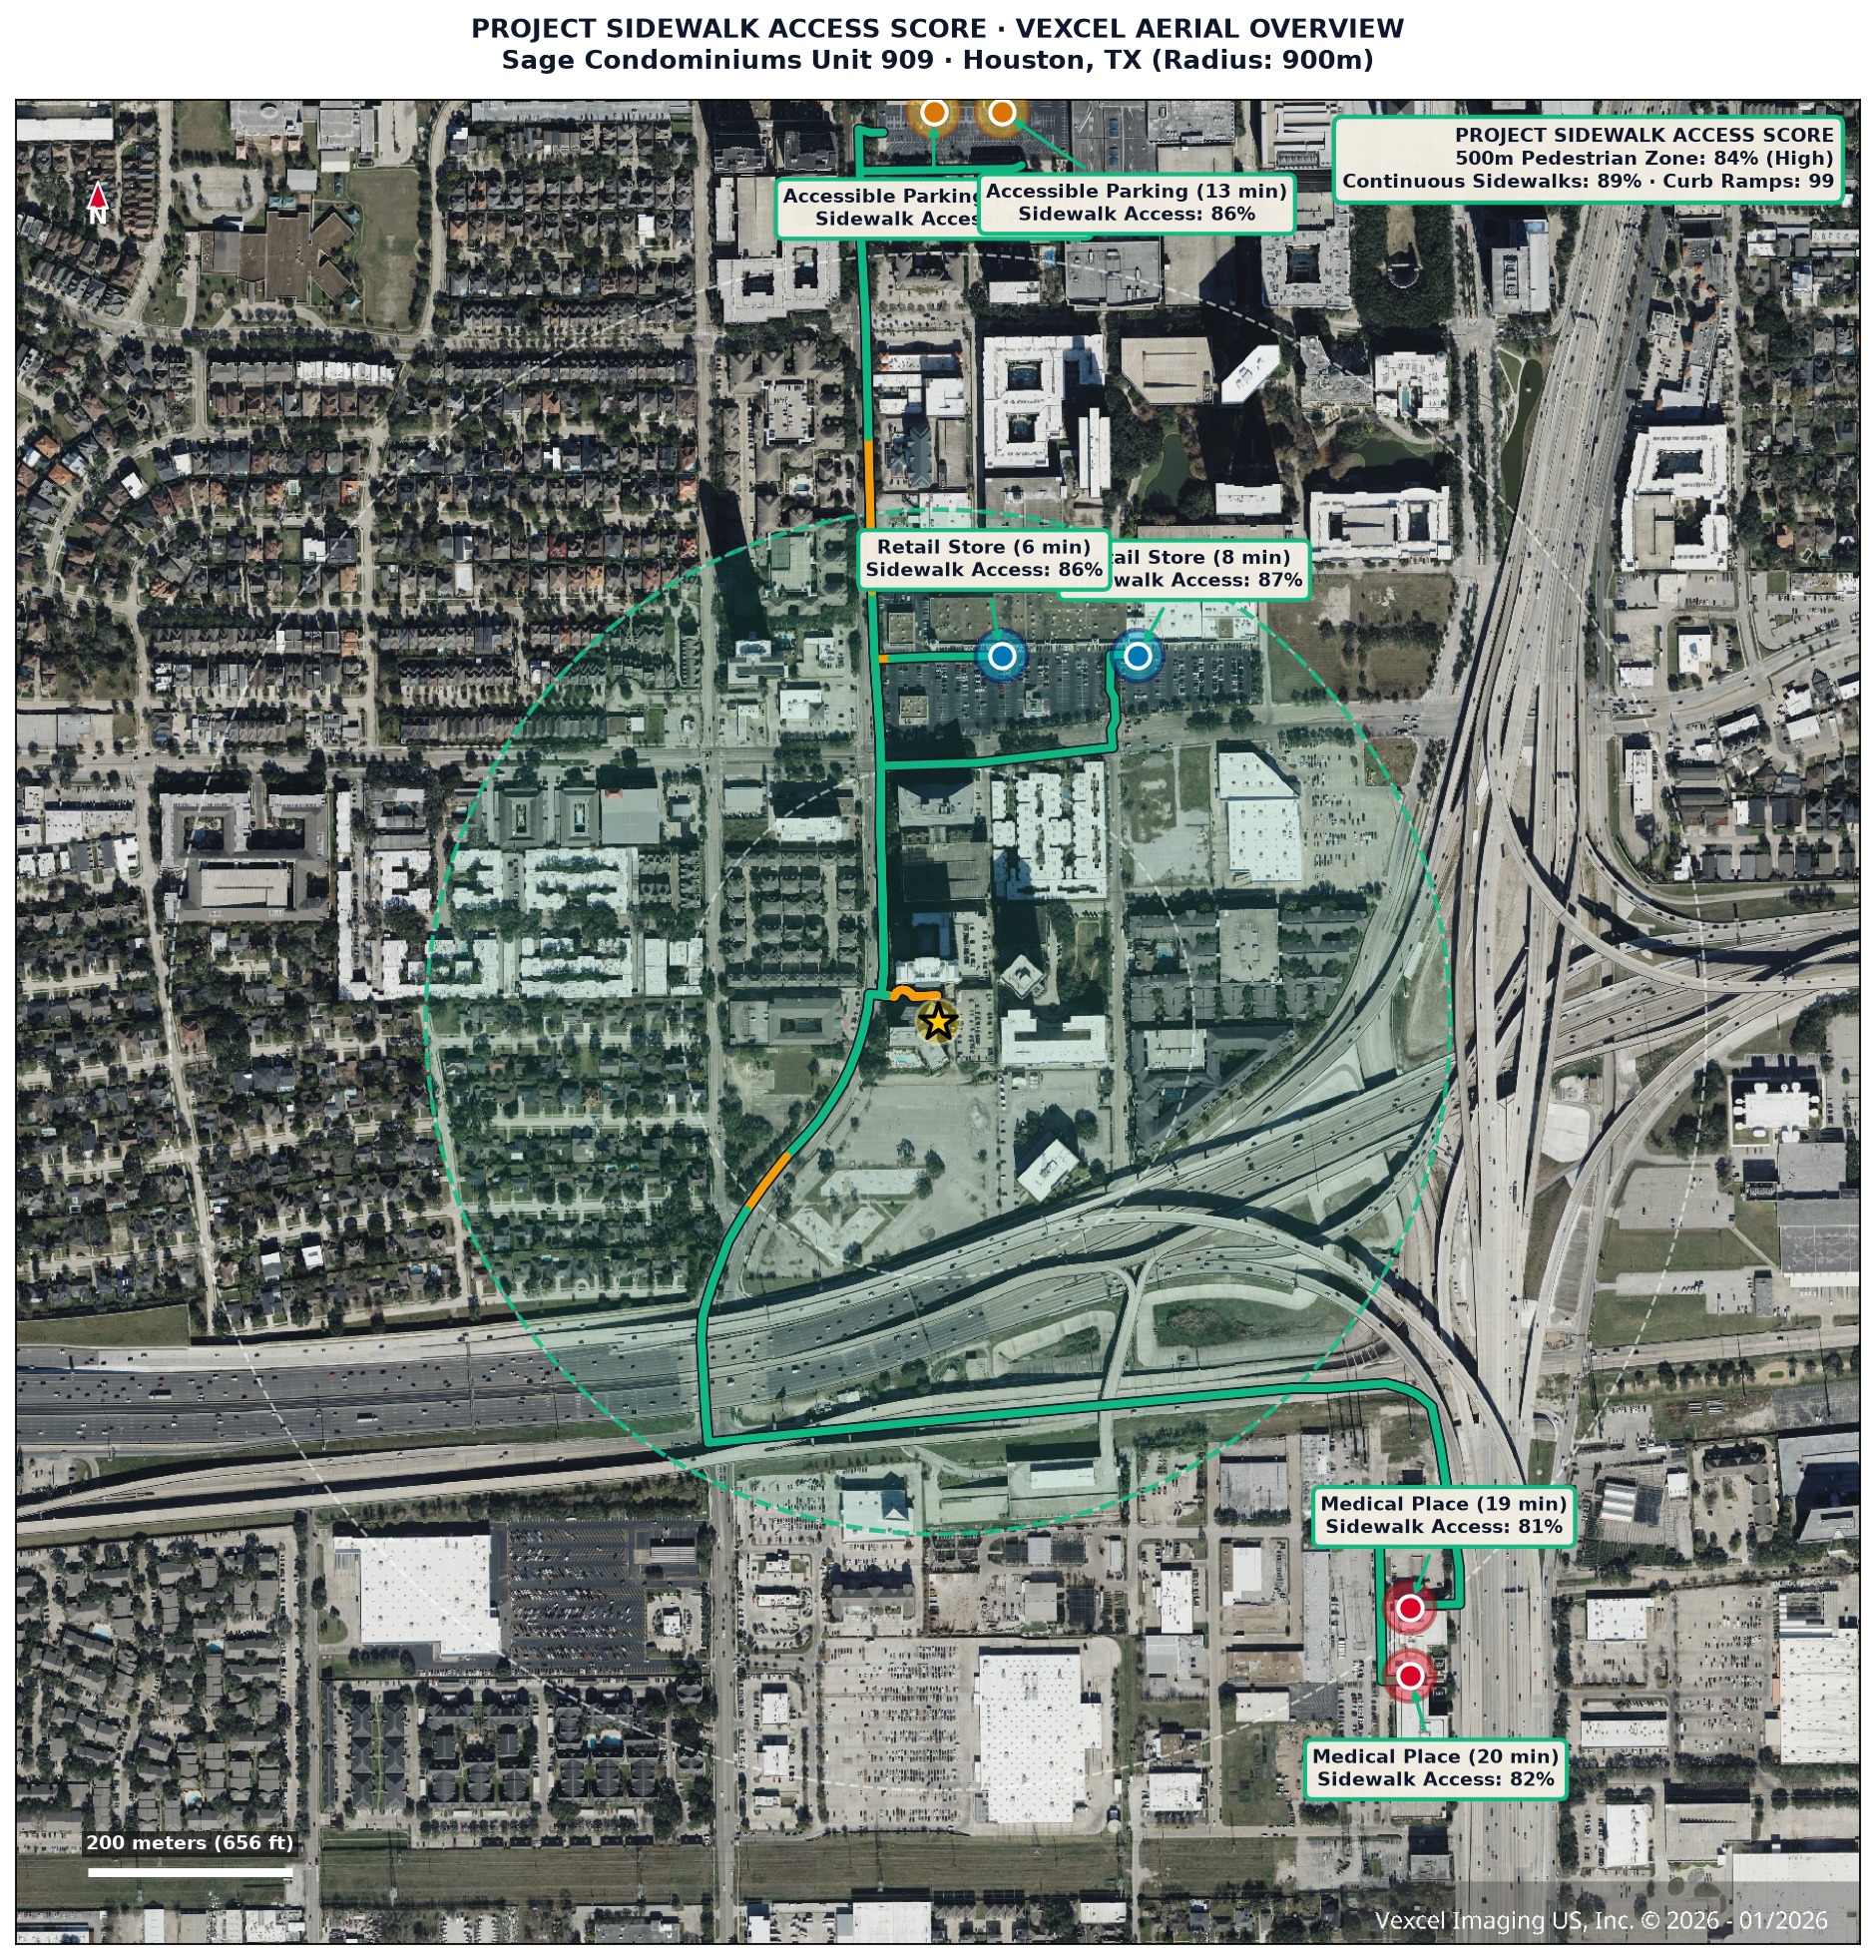 PROJECT SIDEWALK ACCESS SCORE · VEXCEL AERIAL OVERVIEW
Sage Condominiums Unit 909 · Houston, TX (Radius: 900m)
PROJECT SIDEWALK ACCESS SCORE
500m Pedestrian Zone: 84% (High)
Continuous Sidewalks: 89% · Curb Ramps: 99
N
Accessible Parking
Sidewalk Acces
Accessible Parking (13 min)
Sidewalk Access: 86%
Retail Store (6 min)
Sidewalk Access: 86%
tail Store (8 min)
walk Access: 87%
Medical Place (19 min)
Sidewalk Access: 81%
Medical Place (20 min)
Sidewalk Access: 82%
200 meters (656 ft)
Vexcel Imaging US, Inc. © 2026 - 01/2026